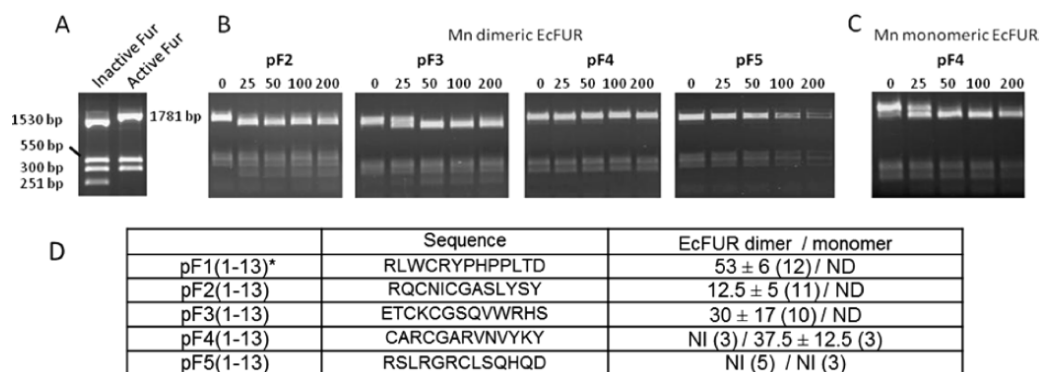 A
B
C
Mn dimeric EcFUR
Mn monomeric EcFUR
Inactive Fur
Active Fur
pF2
pF3
pF4
pF5
pF4
0 25 50 100 200
0 25 50 100 200
0 25 50 100 200
0 25 50 100 200
0 25 50 100 200
1530 bp
1781 bp
550 bp
300 bp
251 bp
D
Sequence EcFUR dimer / monomer
pF1(1-13)* RLWCRYPHPPLTD 53 ± 6 (12) / ND
pF2(1-13) RQCNICGASLYSY 12.5 ± 5 (11) / ND
pF3(1-13) ETCKCGSQVWRHS 30 ± 17 (10) / ND
pF4(1-13) CARCGARVNVYKY NI (3) / 37.5 ± 12.5 (3)
pF5(1-13) RSLRGRCLSQHQD NI (5) / NI (3)